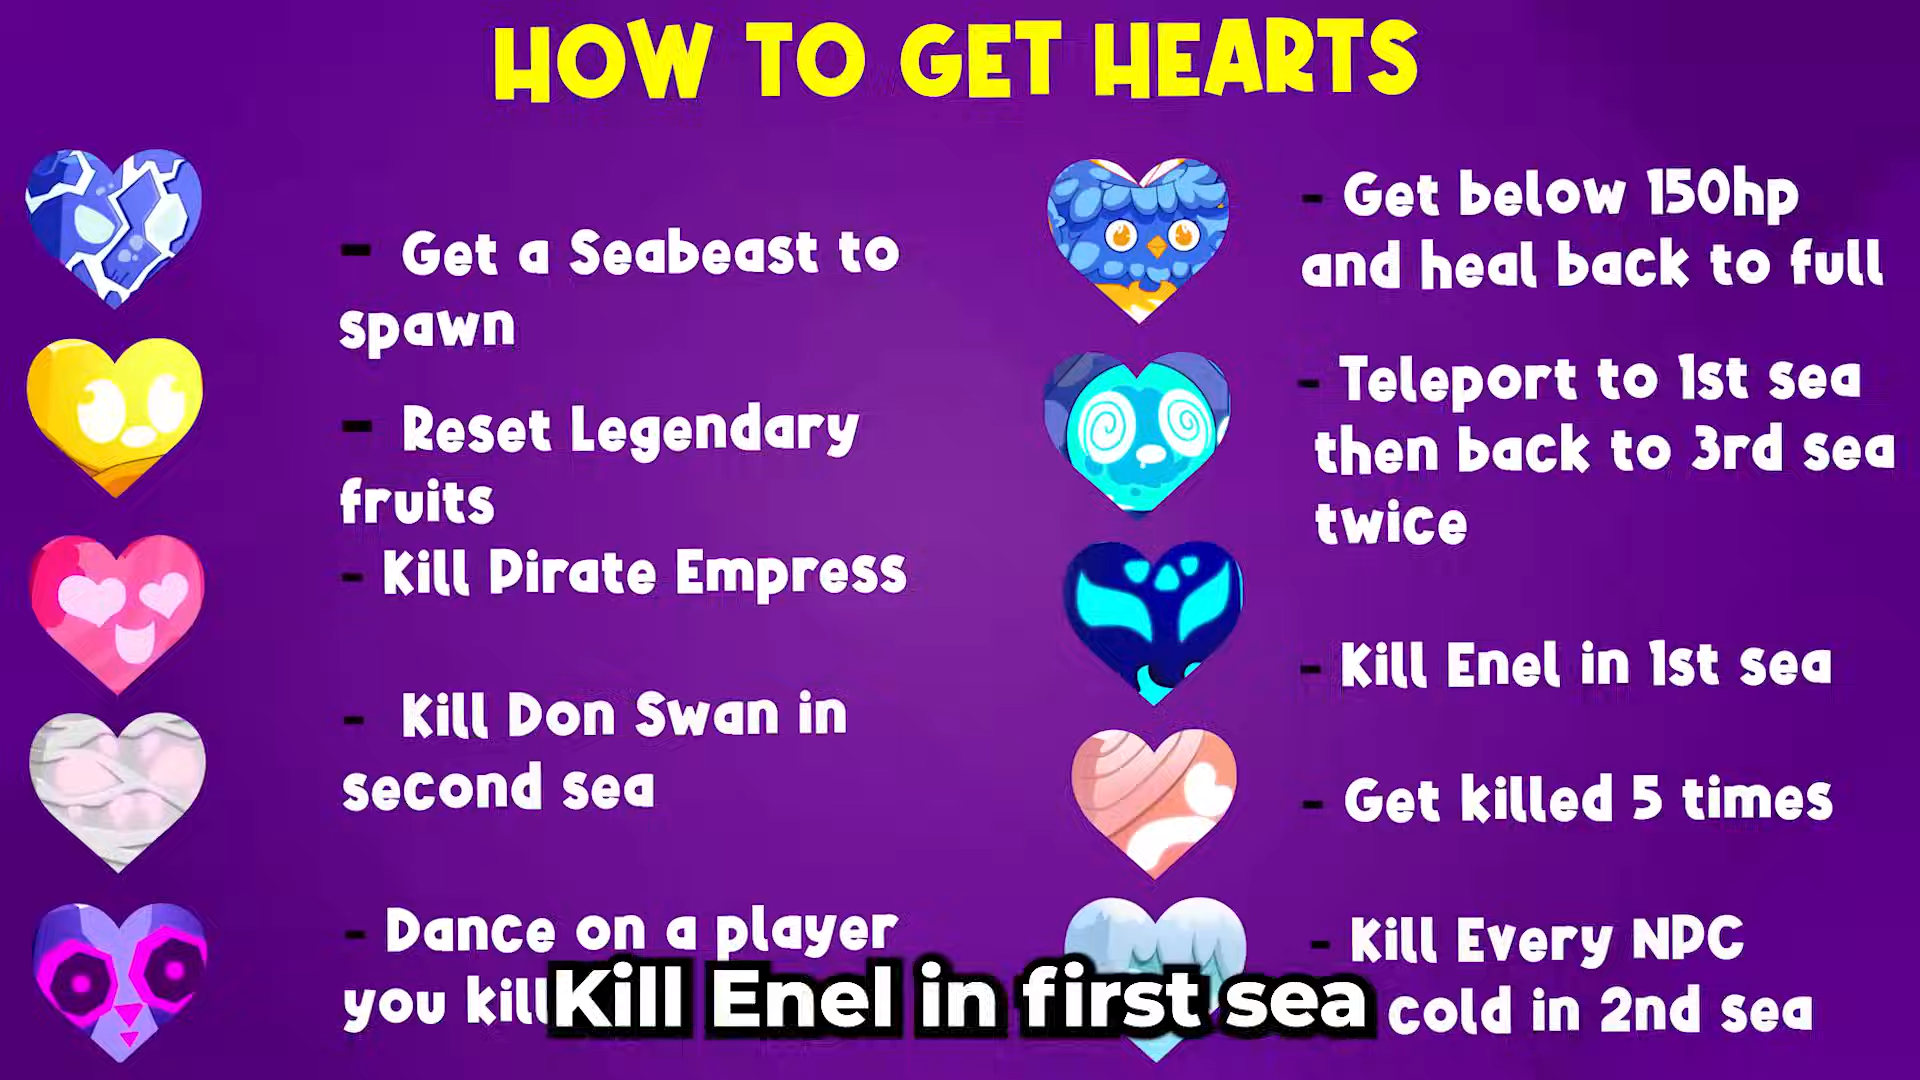 HOW TO GET HEARTS
- Get a Seabeast to
spawn
- Reset Legendary
fruits
- Kill Pirate Empress
- Kill Don Swan in
second sea
- Dance on a player
you kill
- Get below 150hp
and heal back to full
- Teleport to 1st sea
then back to 3rd sea
twice
- Kill Enel in 1st sea
- Get killed 5 times
- Kill Every NPC
cold in 2nd sea
Kill Enel in first sea